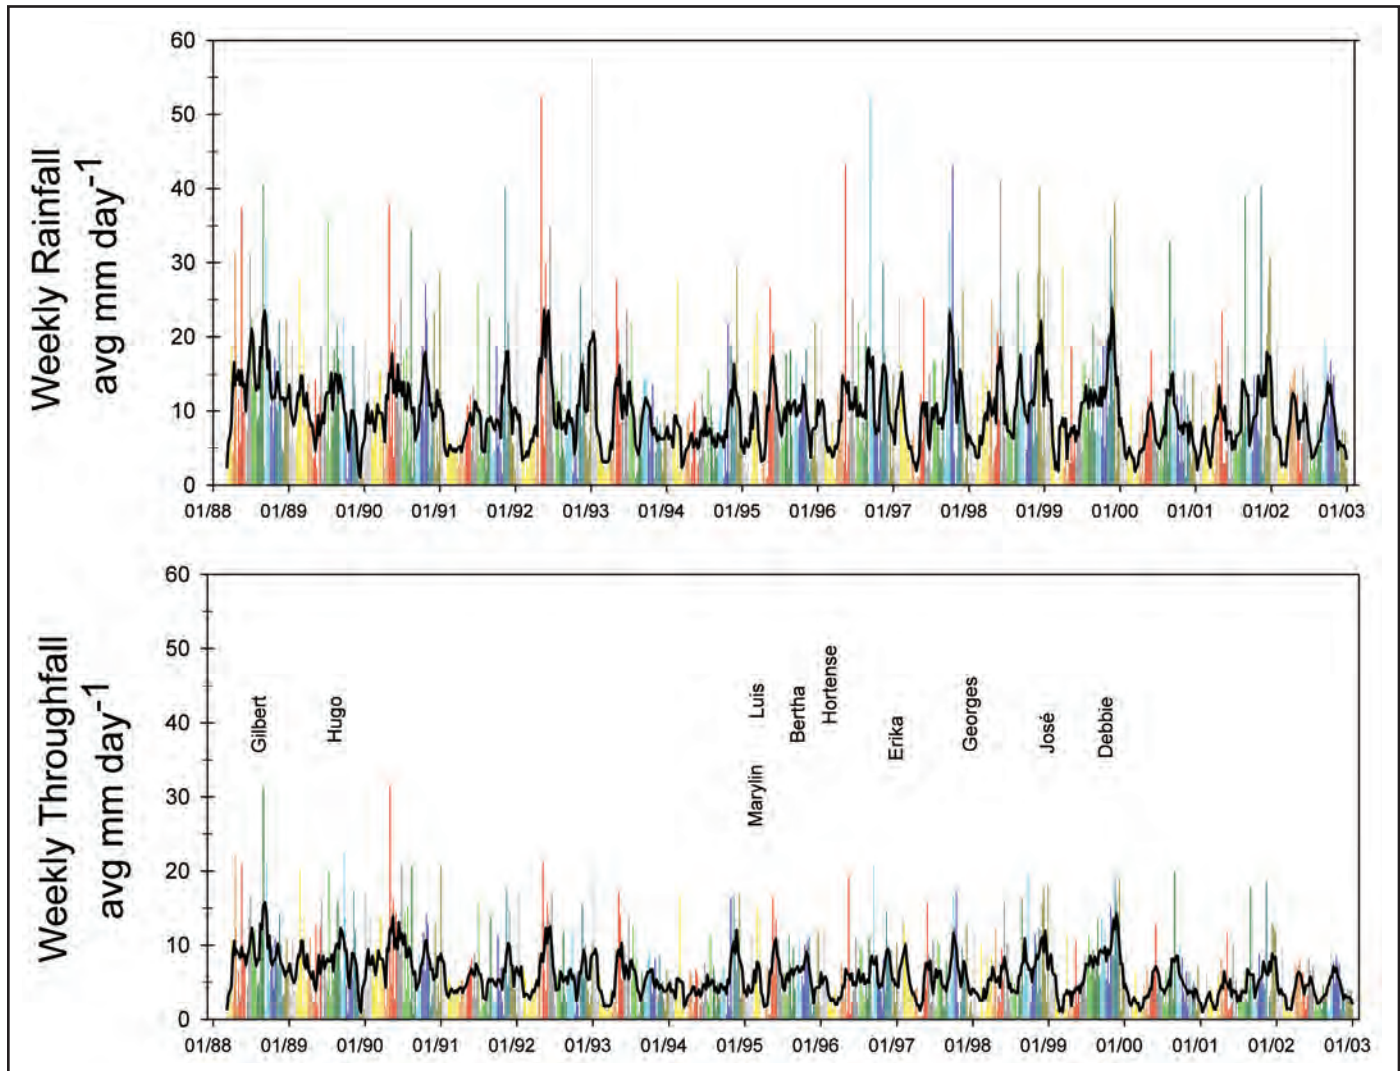 Weekly Rainfall
avg mm day-1
60
50
40
30
20
10
0
01/88 01/89 01/90 01/91 01/92 01/93 01/94 01/95 01/96 01/97 01/98 01/99 01/00 01/01 01/02 01/03
Weekly Throughfall
avg mm day-1
60
50
40
30
20
10
0
Gilbert
Hugo
Marylin
Luis
Bertha
Hortense
Erika
Georges
José
Debbie
01/88 01/89 01/90 01/91 01/92 01/93 01/94 01/95 01/96 01/97 01/98 01/99 01/00 01/01 01/02 01/03